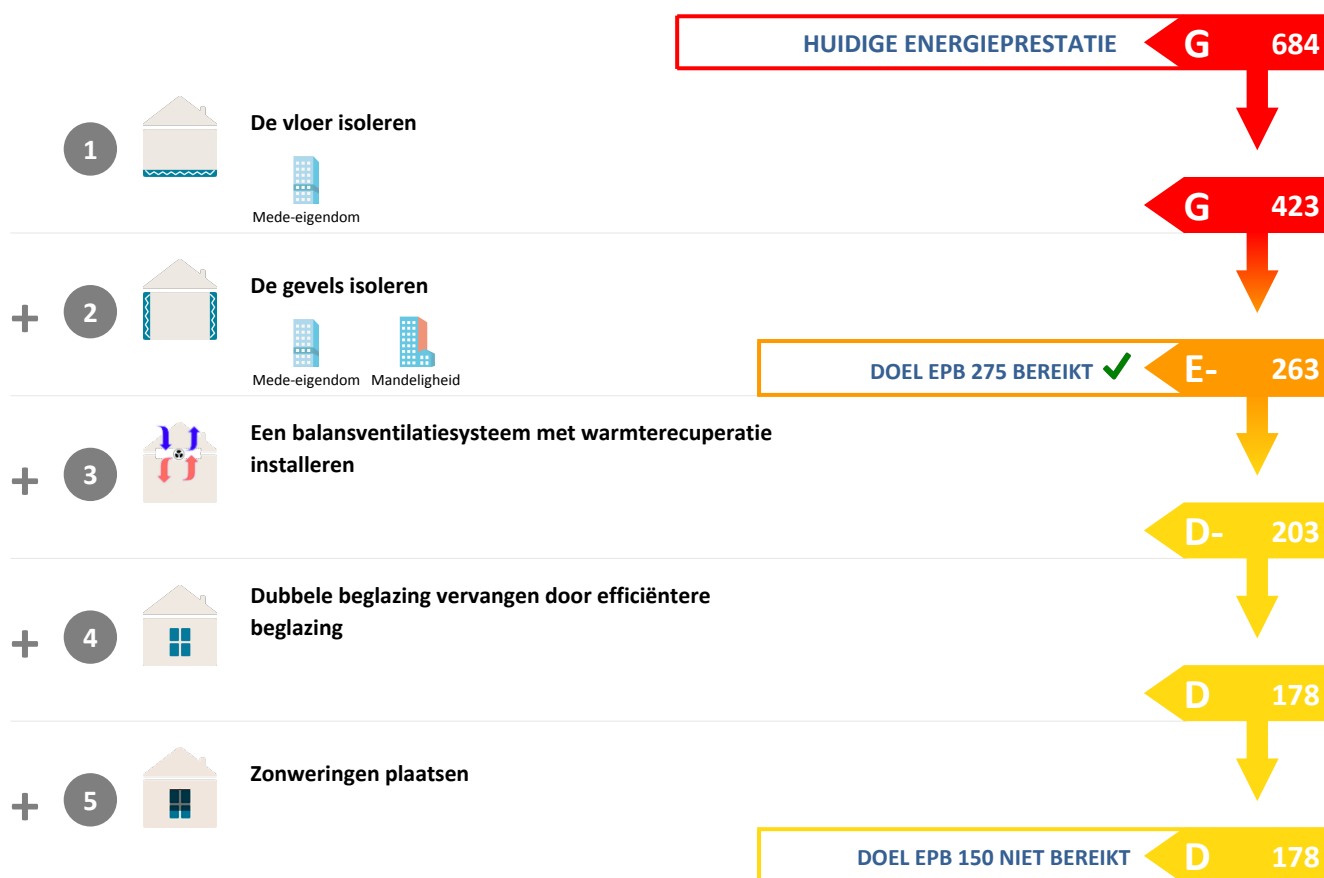 HUIDIGE ENERGIEPRESTATIE G 684
1 De vloer isoleren
Mede-eigendom
G 423
+ 2 De gevels isoleren
Mede-eigendom Mandeligheid
DOEL EPB 275 BEREIKT ✓ E- 263
+ 3 Een balansventilatiesysteem met warmterecuperatie
installeren
D- 203
+ 4 Dubbele beglazing vervangen door efficiëntere
beglazing
D 178
+ 5 Zonweringen plaatsen
DOEL EPB 150 NIET BEREIKT D 178